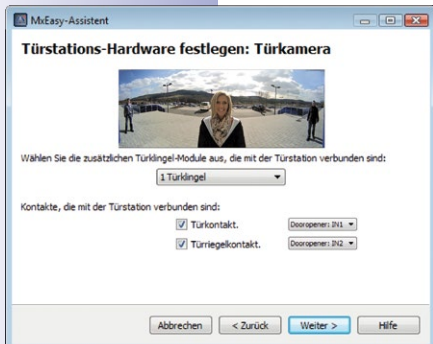 MxEasy-Assistent
Türstations-Hardware festlegen: Türkamera
Wählen Sie die zusätzlichen Türklingel-Module aus, die mit der Türstation verbunden sind:
1 Türklingel
Kontakte, die mit der Türstation verbunden sind:
Türkontakt. Dooropener: IN1
Türriegelkontakt. Dooropener: IN2
Abbrechen < Zurück Weiter > Hilfe